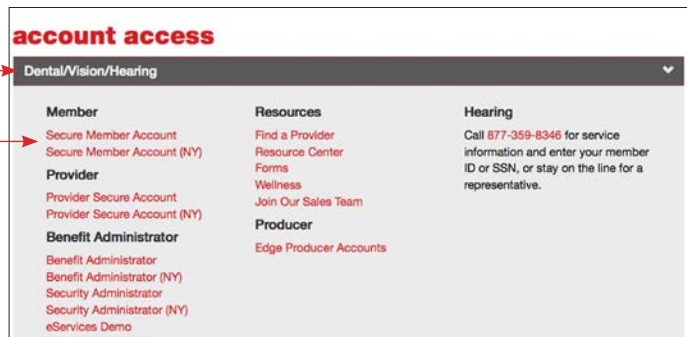 account access
Dental/Vision/Hearing
Member
Secure Member Account
Secure Member Account (NY)
Provider
Provider Secure Account
Provider Secure Account (NY)
Benefit Administrator
Benefit Administrator
Benefit Administrator (NY)
Security Administrator
Security Administrator (NY)
eServices Demo
Resources
Find a Provider
Resource Center
Forms
Wellness
Join Our Sales Team
Producer
Edge Producer Accounts
Hearing
Call 877-359-8346 for service
information and enter your member
ID or SSN, or stay on the line for a
representative.